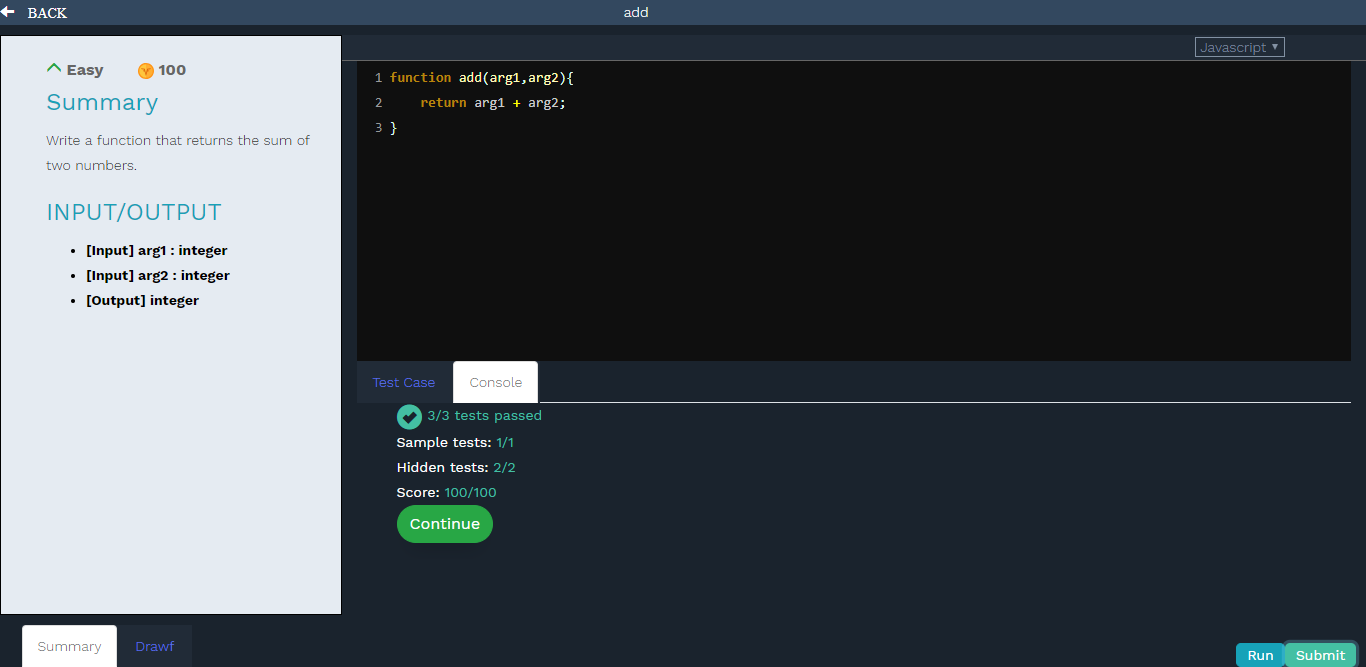 BACK
add
Easy 100
Summary
Write a function that returns the sum of
two numbers.
INPUT/OUTPUT
[Input] arg1 : integer
[Input] arg2 : integer
[Output] integer
Javascript
1 function add(arg1,arg2){
2 return arg1 + arg2;
3 }
Test Case Console
3/3 tests passed
Sample tests: 1/1
Hidden tests: 2/2
Score: 100/100
Continue
Summary Drawf
Run Submit